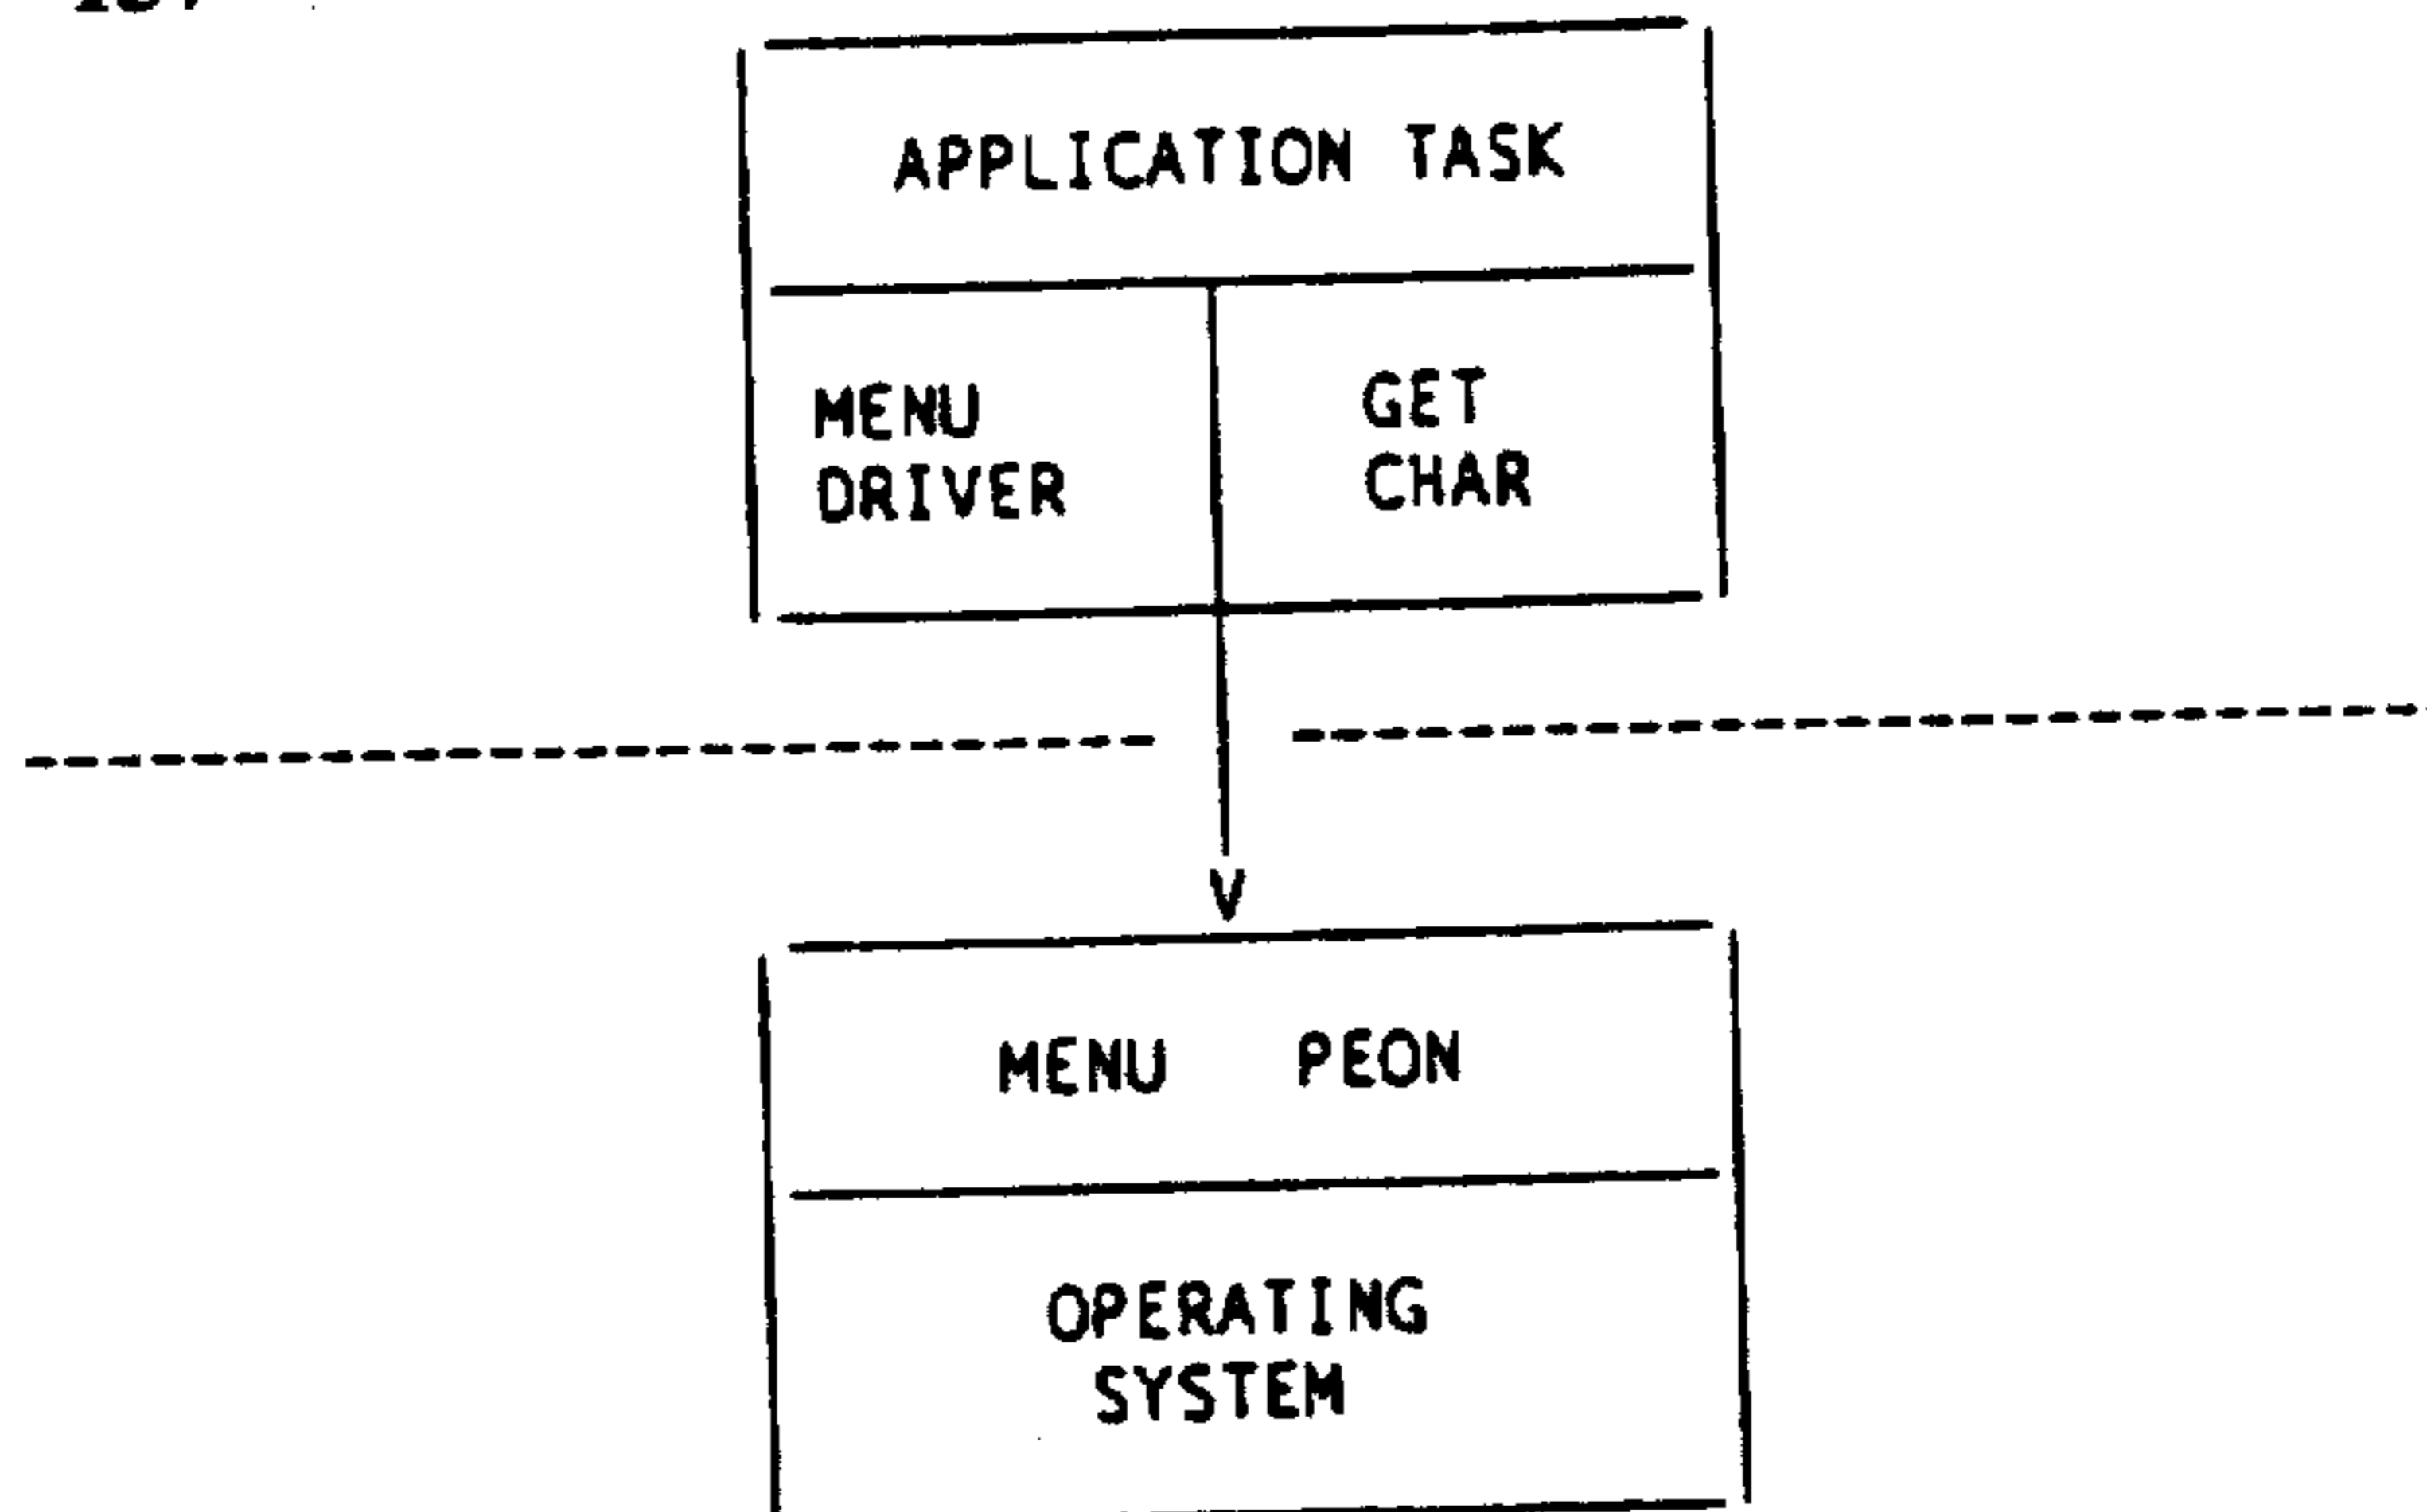 APPLICATION TASK
MENU
DRIVER
GET
CHAR
MENU PEON
OPERATING
SYSTEM